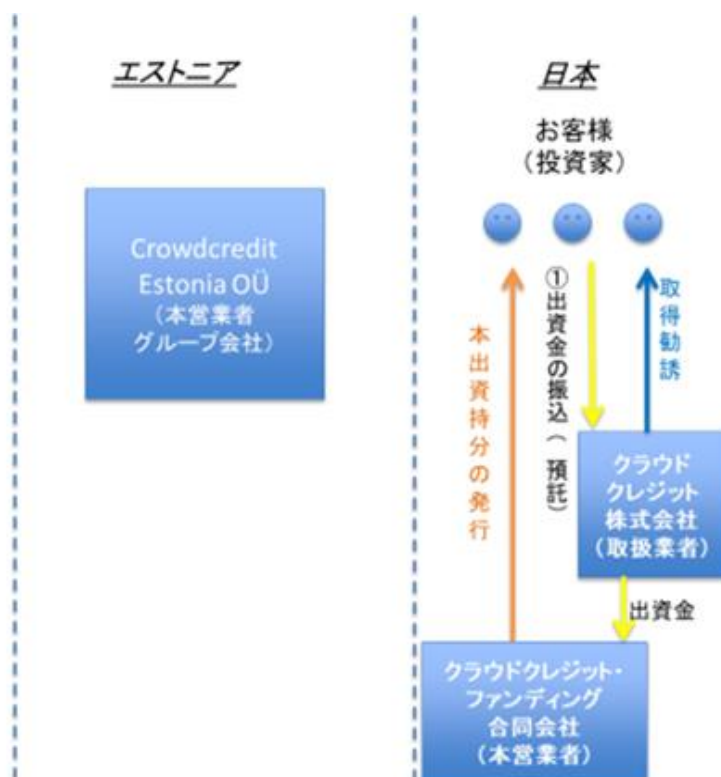 エストニア
日本
お客様
（投資家）
Crowdcredit
Estonia OÜ
（本営業者
グループ会社）
本出資持分の発行
①出資金の振込（預託）
取得勧誘
クラウド
クレジット
株式会社
（取扱業者）
出資金
クラウドクレジット・
ファンディング
合同会社
（本営業者）